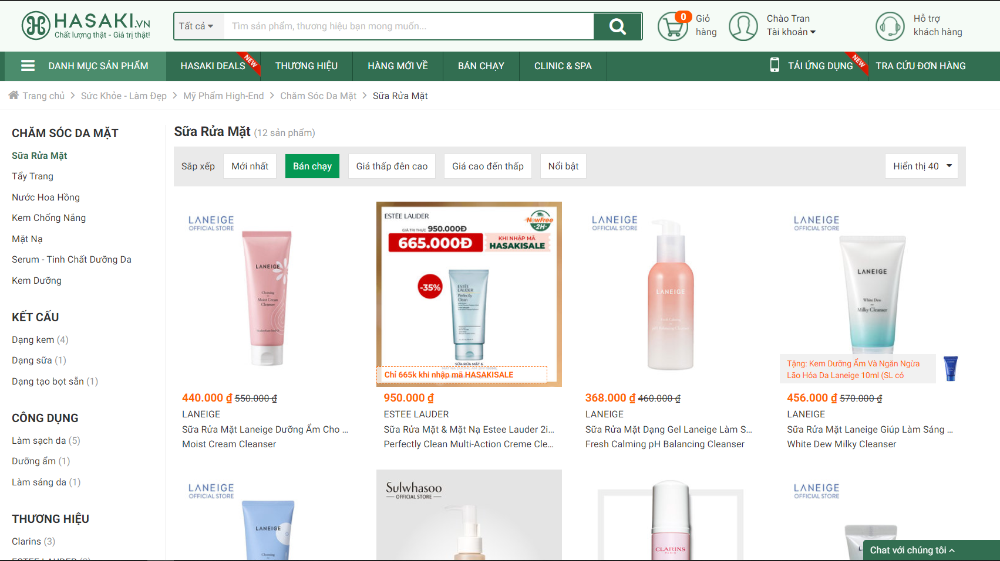 HASAKI.VN
Chất lượng thật - Giá trị thật!
Tất cả
Tìm sản phẩm, thương hiệu bạn mong muốn...
0
Giỏ
hàng
Chào Tran
Tài khoản
Hỗ trợ
khách hàng
DANH MỤC SẢN PHẨM
HASAKI DEALS
NEW
THƯƠNG HIỆU
HÀNG MỚI VỀ
BÁN CHẠY
CLINIC & SPA
TẢI ỨNG DỤNG
NEW
TRA CỨU ĐƠN HÀNG
Trang chủ
Sức Khỏe - Làm Đẹp
Mỹ Phẩm High-End
Chăm Sóc Da Mặt
Sữa Rửa Mặt
CHĂM SÓC DA MẶT
Sữa Rửa Mặt
Tẩy Trang
Nước Hoa Hồng
Kem Chống Nắng
Mặt Nạ
Serum - Tinh Chất Dưỡng Da
Kem Dưỡng
KẾT CẤU
Dạng kem (4)
Dạng sữa (1)
Dạng tạo bọt sẵn (1)
CÔNG DỤNG
Làm sạch da (5)
Dưỡng ẩm (1)
Làm sáng da (1)
THƯƠNG HIỆU
Clarins (3)
Sữa Rửa Mặt (12 sản phẩm)
Sắp xếp
Mới nhất
Bán chạy
Giá thấp đên cao
Giá cao đến thấp
Nổi bật
Hiển thị 40
LANEIGE
OFFICIAL STORE
LANEIGE
Cleansing
Moist Cream
Cleanser
440.000 ₫ 550.000 ₫
LANEIGE
Sữa Rửa Mặt Laneige Dưỡng Ẩm Cho ...
Moist Cream Cleanser
ESTĒE LAUDER
NowFree
2H
GIÁ TRỊ THỰC 950.000Đ
665.000Đ
KHI NHẬP MÃ
HASAKISALE
-35%
ESTĒE
LAUDER
Perfectly
Clean
SỮA RỬA MẶT &
Chỉ 665k khi nhập mã HASAKISALE
950.000 ₫
ESTEE LAUDER
Sữa Rửa Mặt & Mặt Nạ Estee Lauder 2i...
Perfectly Clean Multi-Action Creme Cle...
LANEIGE
OFFICIAL STORE
LANEIGE
368.000 ₫ 460.000 ₫
LANEIGE
Sữa Rửa Mặt Dạng Gel Laneige Làm S...
Fresh Calming pH Balancing Cleanser
LANEIGE
OFFICIAL STORE
LANEIGE
White Dew
Milky Cleanser
Tặng: Kem Dưỡng Ẩm Và Ngăn Ngừa
Lão Hóa Da Laneige 10ml (SL có
456.000 ₫ 570.000 ₫
LANEIGE
Sữa Rửa Mặt Laneige Giúp Làm Sáng ...
White Dew Milky Cleanser
LANEIGE
OFFICIAL STORE
LANEIGE
Cleansing
Sulwhasoo
OFFICIAL STORE
CLARINS
PARIS
LANEIGE
OFFICIAL STORE
Chat với chúng tôi